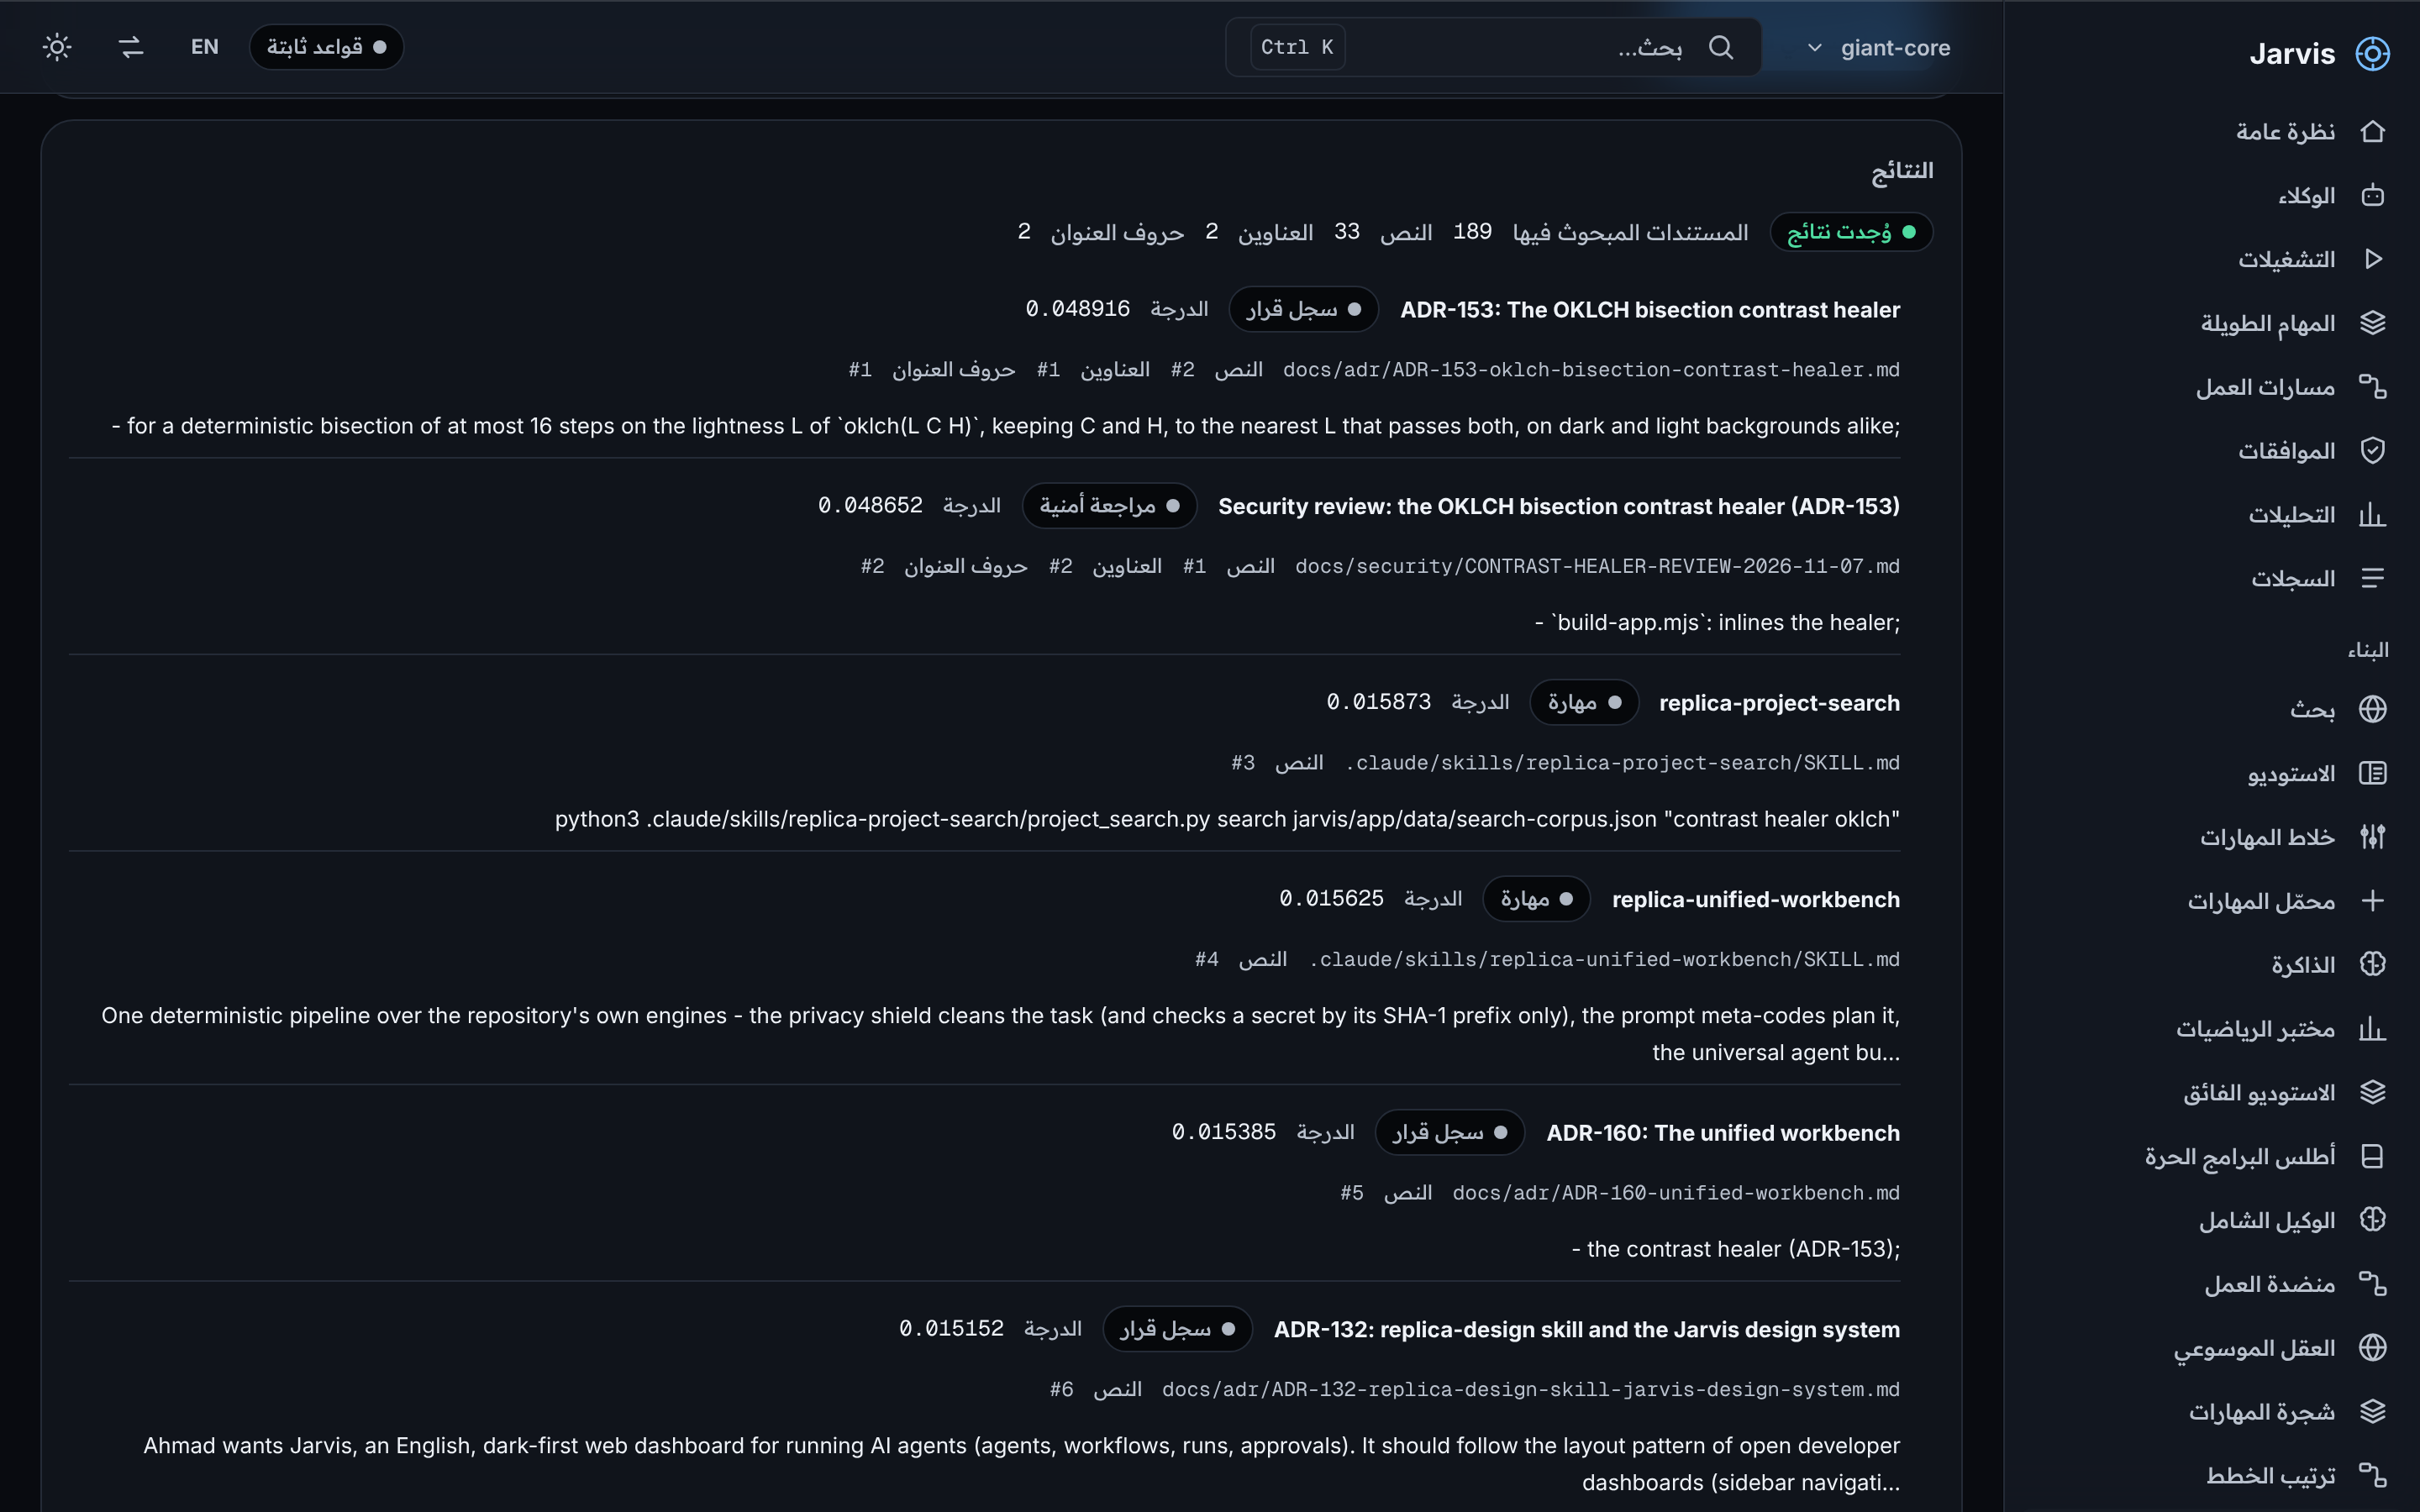 Jarvis
نظرة عامة
الوكلاء
التشغيلات
المهام الطويلة
مسارات العمل
الموافقات
التحليلات
السجلات
البناء
بحث
الاستوديو
خلاط المهارات
محمّل المهارات
الذاكرة
مختبر الرياضيات
الاستوديو الفائق
أطلس البرامج الحرة
الوكيل الشامل
منضدة العمل
العقل الموسوعي
شجرة المهارات
ترتيب الخطط
giant-core بحث... Ctrl K قواعد ثابتة EN
النتائج
وُجدت نتائج المستندات المبحوث فيها 189 النص 33 العناوين 2 حروف العنوان 2
ADR-153: The OKLCH bisection contrast healer سجل قرار الدرجة 0.048916
docs/adr/ADR-153-oklch-bisection-contrast-healer.md النص #2 العناوين #1 حروف العنوان #1
- for a deterministic bisection of at most 16 steps on the lightness L of `oklch(L C H)`, keeping C and H, to the nearest L that passes both, on dark and light backgrounds alike;
Security review: the OKLCH bisection contrast healer (ADR-153) مراجعة أمنية الدرجة 0.048652
docs/security/CONTRAST-HEALER-REVIEW-2026-11-07.md النص #1 العناوين #2 حروف العنوان #2
- `build-app.mjs`: inlines the healer;
replica-project-search مهارة الدرجة 0.015873
.claude/skills/replica-project-search/SKILL.md النص #3
python3 .claude/skills/replica-project-search/project_search.py search jarvis/app/data/search-corpus.json "contrast healer oklch"
replica-unified-workbench مهارة الدرجة 0.015625
.claude/skills/replica-unified-workbench/SKILL.md النص #4
One deterministic pipeline over the repository's own engines - the privacy shield cleans the task (and checks a secret by its SHA-1 prefix only), the prompt meta-codes plan it,
the universal agent bu...
ADR-160: The unified workbench سجل قرار الدرجة 0.015385
docs/adr/ADR-160-unified-workbench.md النص #5
- the contrast healer (ADR-153);
ADR-132: replica-design skill and the Jarvis design system سجل قرار الدرجة 0.015152
docs/adr/ADR-132-replica-design-skill-jarvis-design-system.md النص #6
Ahmad wants Jarvis, an English, dark-first web dashboard for running AI agents (agents, workflows, runs, approvals). It should follow the layout pattern of open developer
dashboards (sidebar navigati...